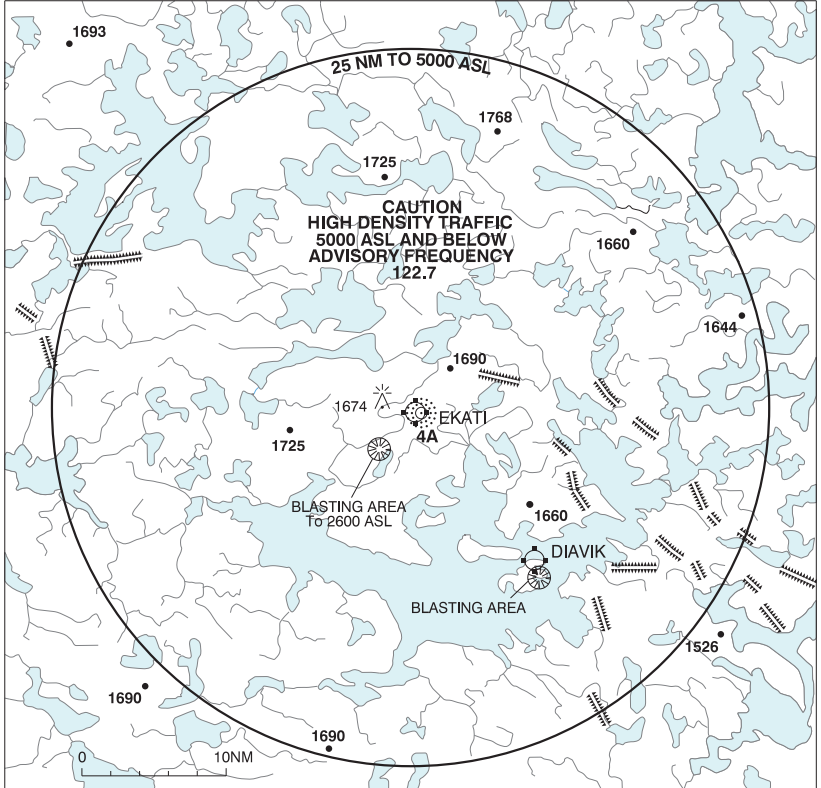 1693
25 NM TO 5000 ASL
1768
1725
CAUTION
HIGH DENSITY TRAFFIC
5000 ASL AND BELOW
ADVISORY FREQUENCY
122.7
1660
1644
1690
1674
EKATI
4A
1725
BLASTING AREA
To 2600 ASL
1660
DIAVIK
BLASTING AREA
1526
1690
1690
0
10NM